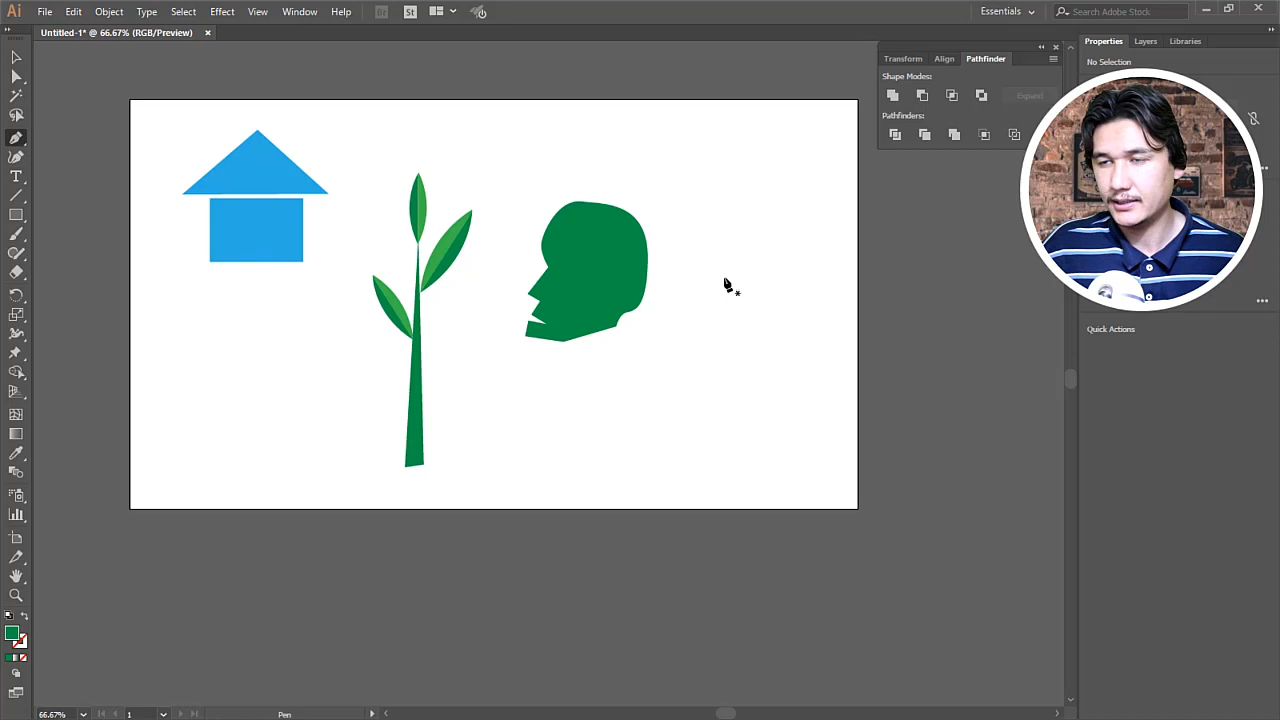 Ai File Edit Object Type Select Effect View Window Help Br St Essentials Search Adobe Stock
Untitled-1* @ 66.67% (RGB/Preview)
Properties Layers Libraries
Transform Align Pathfinder
No Selection
Shape Modes:
Expand
Pathfinders:
Quick Actions
66.67% 1 Pen